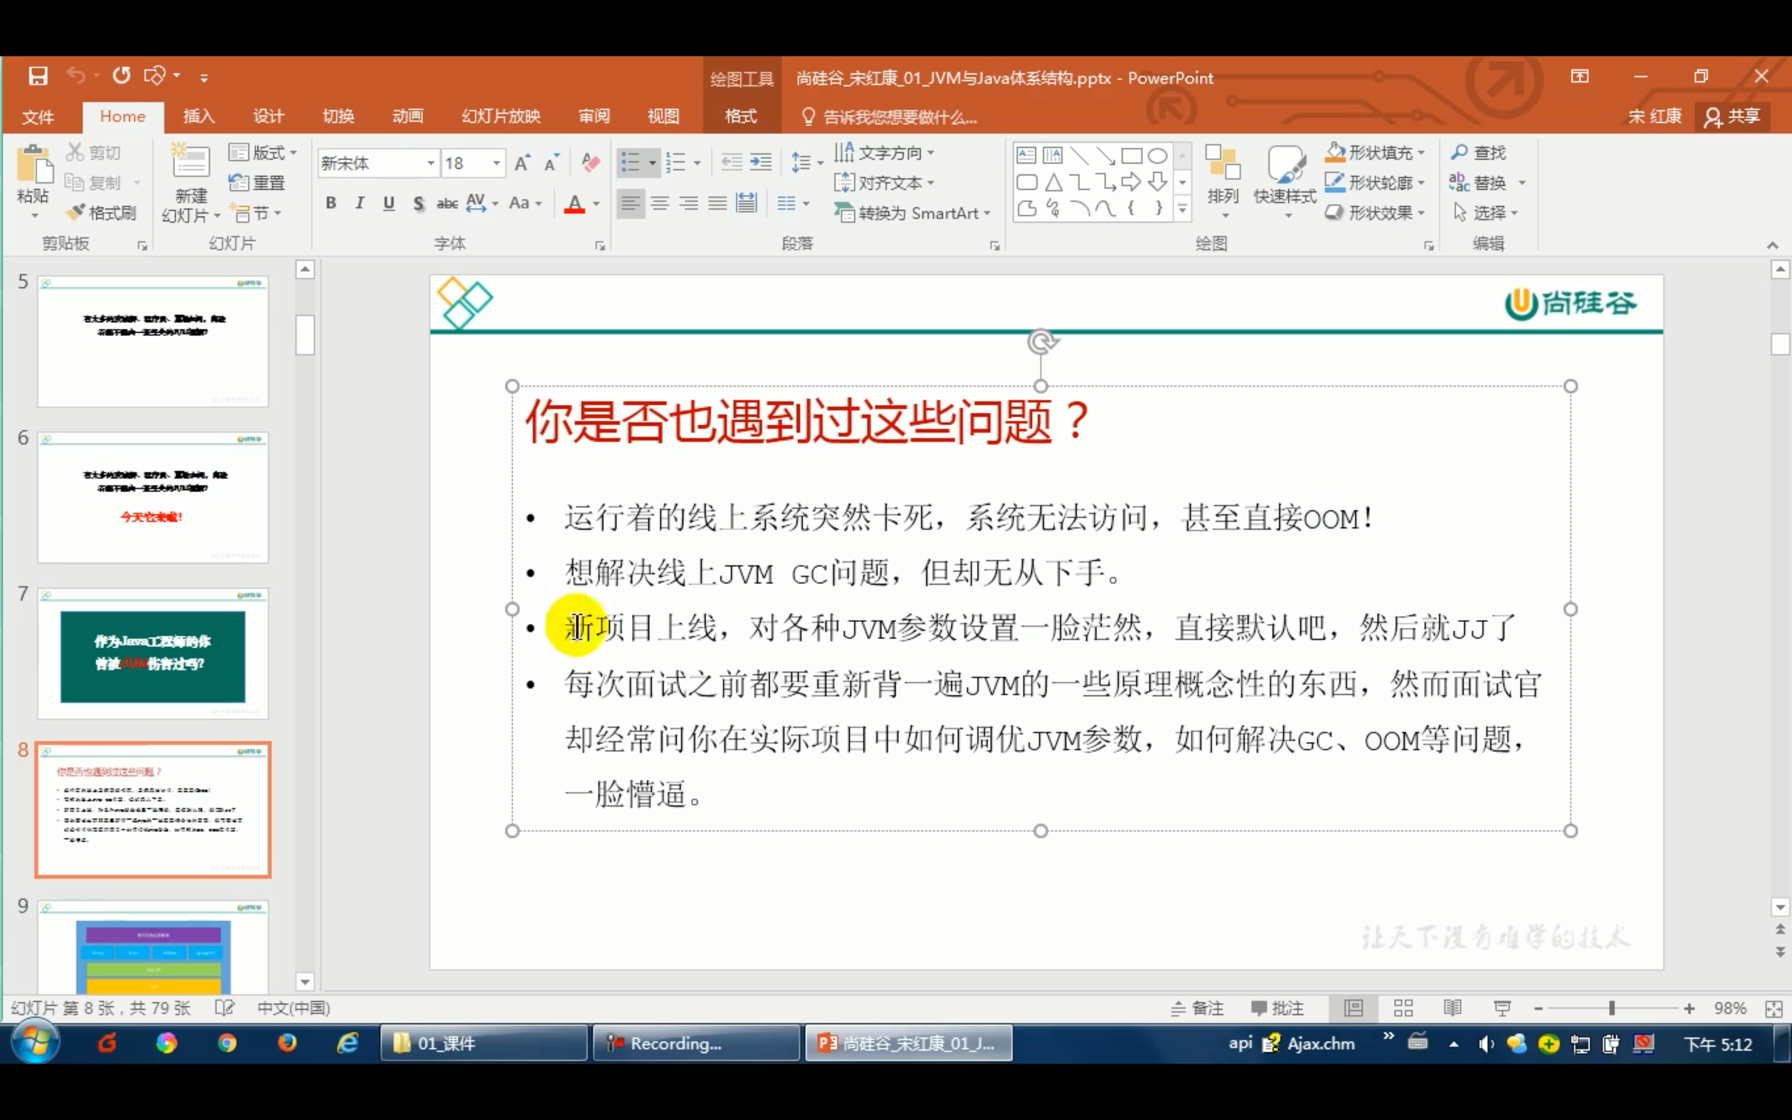 绘图工具
尚硅谷_宋红康_01_JVM与Java体系结构.pptx - PowerPoint
文件
Home
插入
设计
切换
动画
幻灯片放映
审阅
视图
格式
告诉我您想要做什么...
宋 红康
共享
粘贴
剪切
复制
格式刷
剪贴板
新建
幻灯片
版式
重置
节
幻灯片
新宋体
18
B I U S abc AV Aa A
字体
文字方向
对齐文本
转换为 SmartArt
段落
排列
快速样式
形状填充
形状轮廓
形状效果
绘图
查找
替换
选择
编辑
5
6
今天它来啦!
7
作为Java工程师的你
曾被JVM伤害过吗?
8
你是否也遇到过这些问题？
9
尚硅谷
你是否也遇到过这些问题？
• 运行着的线上系统突然卡死，系统无法访问，甚至直接OOM！
• 想解决线上JVM GC问题，但却无从下手。
• 新项目上线，对各种JVM参数设置一脸茫然，直接默认吧，然后就JJ了
• 每次面试之前都要重新背一遍JVM的一些原理概念性的东西，然而面试官
却经常问你在实际项目中如何调优JVM参数，如何解决GC、OOM等问题，
一脸懵逼。
让天下没有难学的技术
幻灯片 第 8 张，共 79 张
中文(中国)
备注
批注
98%
01_课件
Recording...
尚硅谷_宋红康_01_J...
api
Ajax.chm
下午 5:12